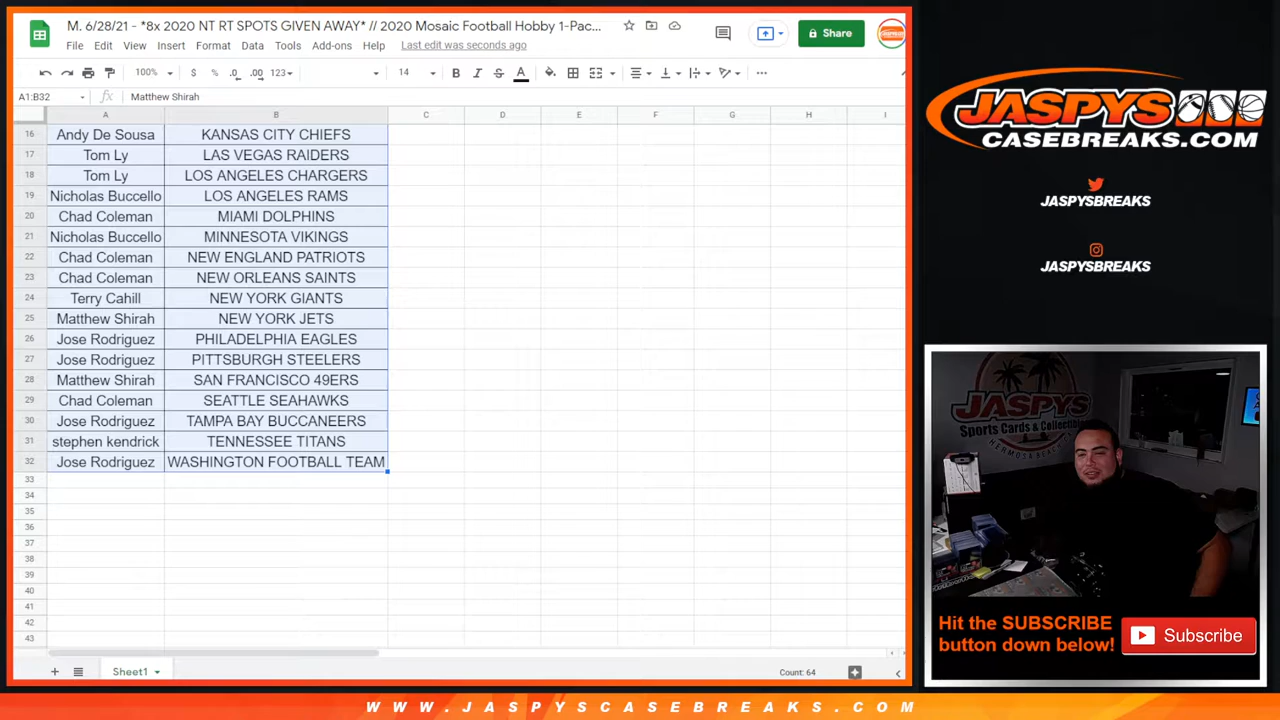 M. 6/28/21 - *8x 2020 NT RT SPOTS GIVEN AWAY* // 2020 Mosaic Football Hobby 1-Pac...
File Edit View Insert Format Data Tools Add-ons Help Last edit was seconds ago
Share
100% $ % .0 .00 123 14 B I S A
A1:B32 fx Matthew Shirah
A B C D E F G H I
16 Andy De Sousa KANSAS CITY CHIEFS
17 Tom Ly LAS VEGAS RAIDERS
18 Tom Ly LOS ANGELES CHARGERS
19 Nicholas Buccello LOS ANGELES RAMS
20 Chad Coleman MIAMI DOLPHINS
21 Nicholas Buccello MINNESOTA VIKINGS
22 Chad Coleman NEW ENGLAND PATRIOTS
23 Chad Coleman NEW ORLEANS SAINTS
24 Terry Cahill NEW YORK GIANTS
25 Matthew Shirah NEW YORK JETS
26 Jose Rodriguez PHILADELPHIA EAGLES
27 Jose Rodriguez PITTSBURGH STEELERS
28 Matthew Shirah SAN FRANCISCO 49ERS
29 Chad Coleman SEATTLE SEAHAWKS
30 Jose Rodriguez TAMPA BAY BUCCANEERS
31 stephen kendrick TENNESSEE TITANS
32 Jose Rodriguez WASHINGTON FOOTBALL TEAM
33
34
35
36
37
38
39
40
41
42
43
Sheet1 Count: 64
JASPYS
CASEBREAKS.COM
JASPYSBREAKS
JASPYSBREAKS
JASPYS
Sports Cards & Collectibles
HERMOSA BEACH
Hit the SUBSCRIBE
button down below!
Subscribe
WWW.JASPYSCASEBREAKS.COM